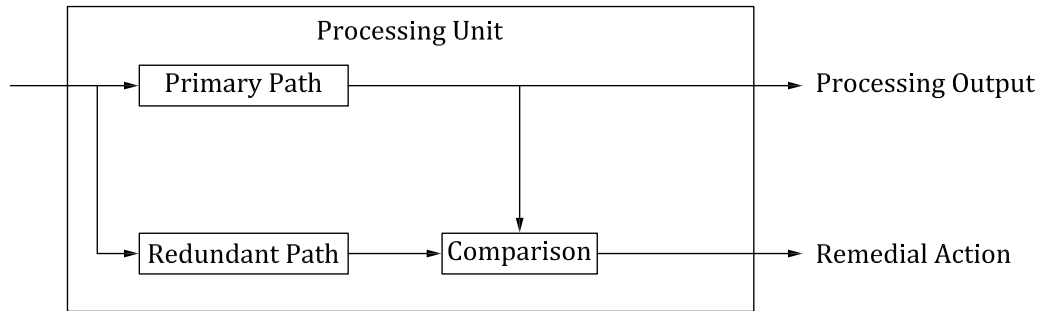 Processing Unit
Primary Path
Processing Output
Redundant Path
Comparison
Remedial Action